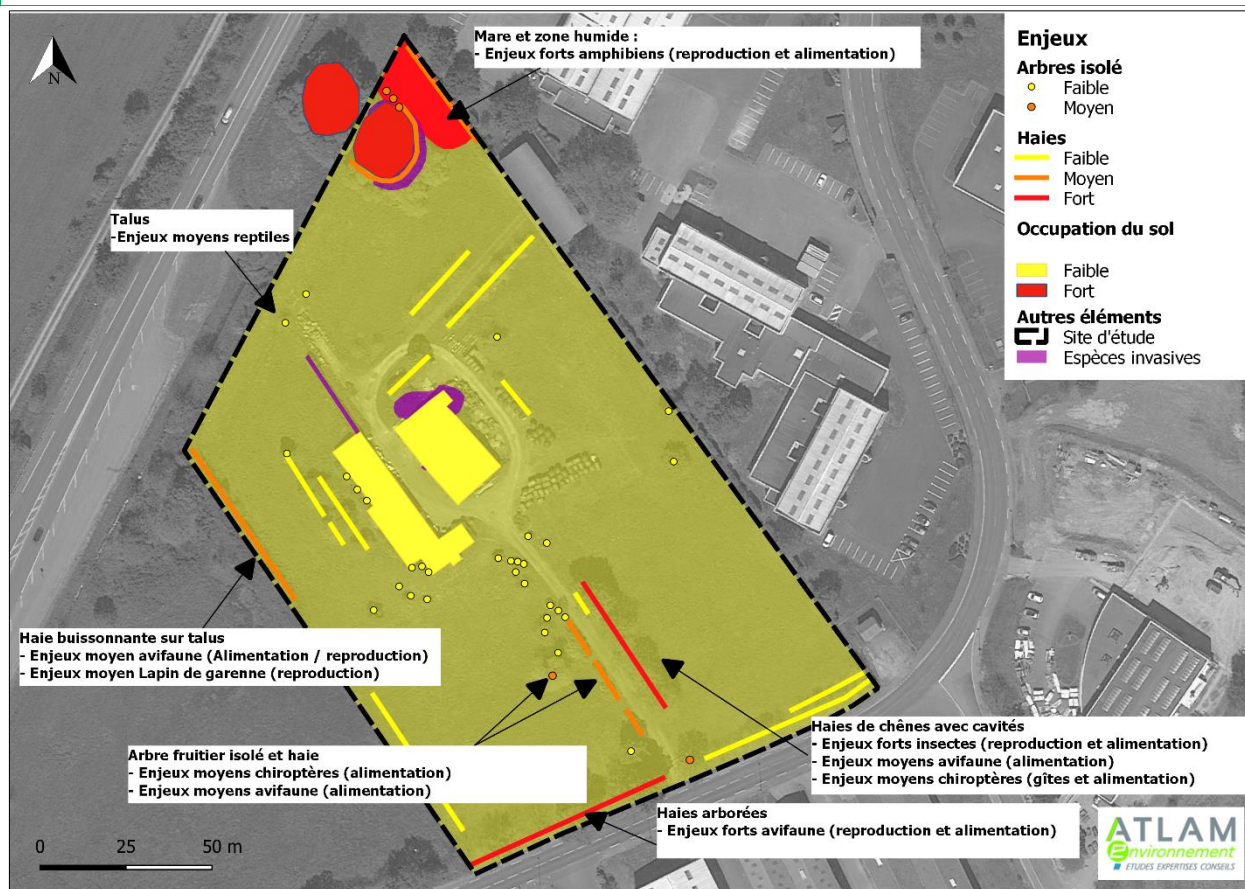 N
Mare et zone humide :
- Enjeux forts amphibiens (reproduction et alimentation)
Enjeux
Arbres isolé
Faible
Moyen
Haies
Faible
Moyen
Fort
Occupation du sol
Faible
Fort
Autres éléments
Site d'étude
Espèces invasives
Talus
-Enjeux moyens reptiles
Haie buissonnante sur talus
- Enjeux moyen avifaune (Alimentation / reproduction)
- Enjeux moyen Lapin de garenne (reproduction)
Arbre fruitier isolé et haie
- Enjeux moyens chiroptères (alimentation)
- Enjeux moyens avifaune (alimentation)
Haies de chênes avec cavités
- Enjeux forts insectes (reproduction et alimentation)
- Enjeux moyens avifaune (alimentation)
- Enjeux moyens chiroptères (gîtes et alimentation)
Haies arborées
- Enjeux forts avifaune (reproduction et alimentation)
0 25 50 m
ATLAM
Environnement
ETUDES EXPERTISES CONSEILS